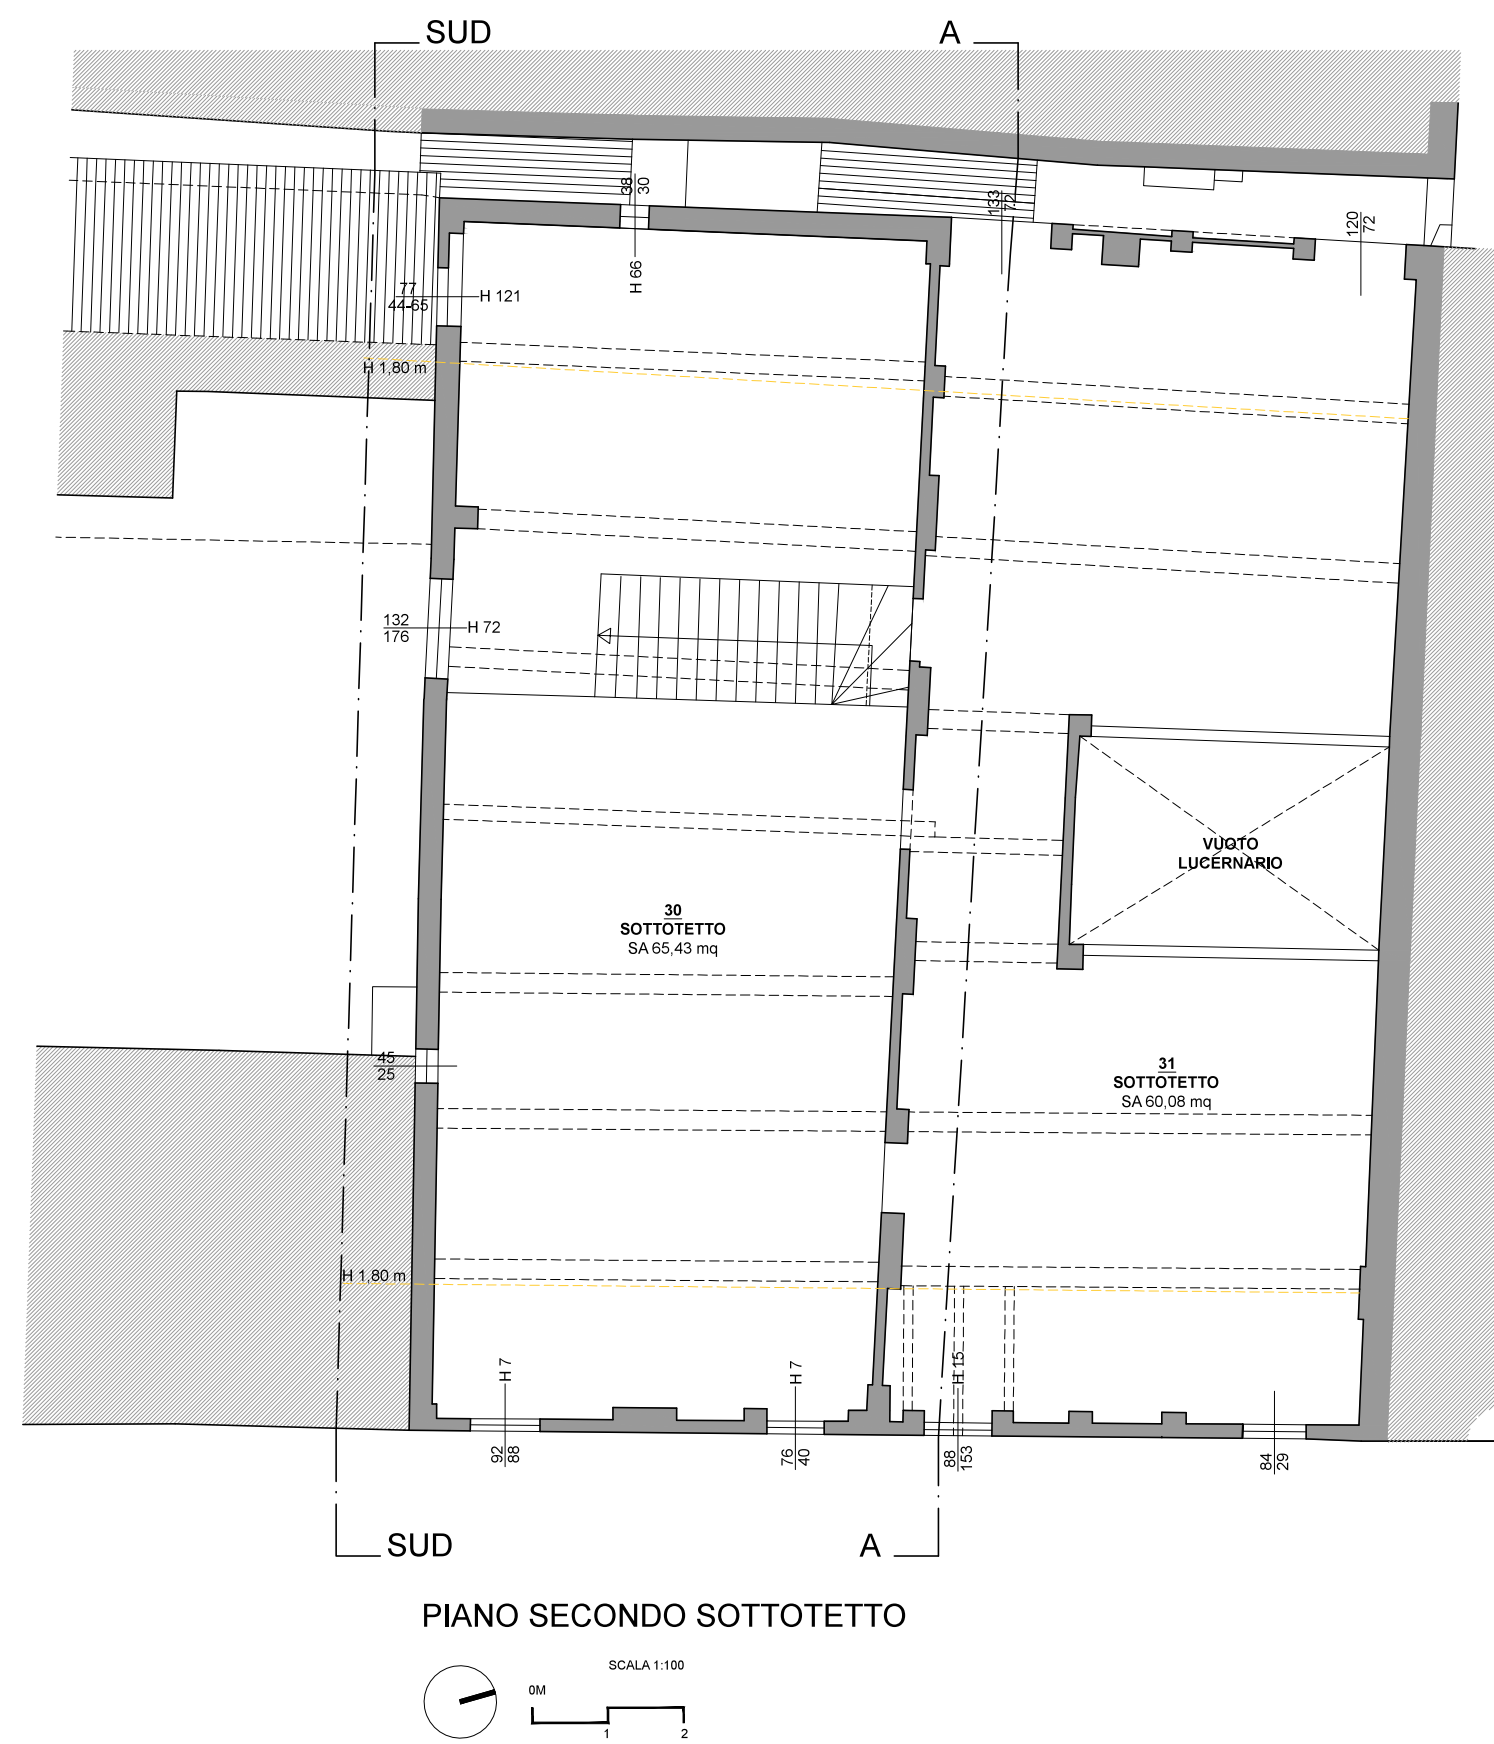 SUD
A
38
30
133
72
120
72
H 66
77
44-65
H 121
H 1,80 m
132
176
H 72
VUOTO
LUCERNARIO
30
SOTTOTETTO
SA 65,43 mq
45
25
31
SOTTOTETTO
SA 60,08 mq
H 1,80 m
H 7
H 7
H 15
92
88
76
40
88
153
84
29
SUD
A
PIANO SECONDO SOTTOTETTO
SCALA 1:100
0M
1
2